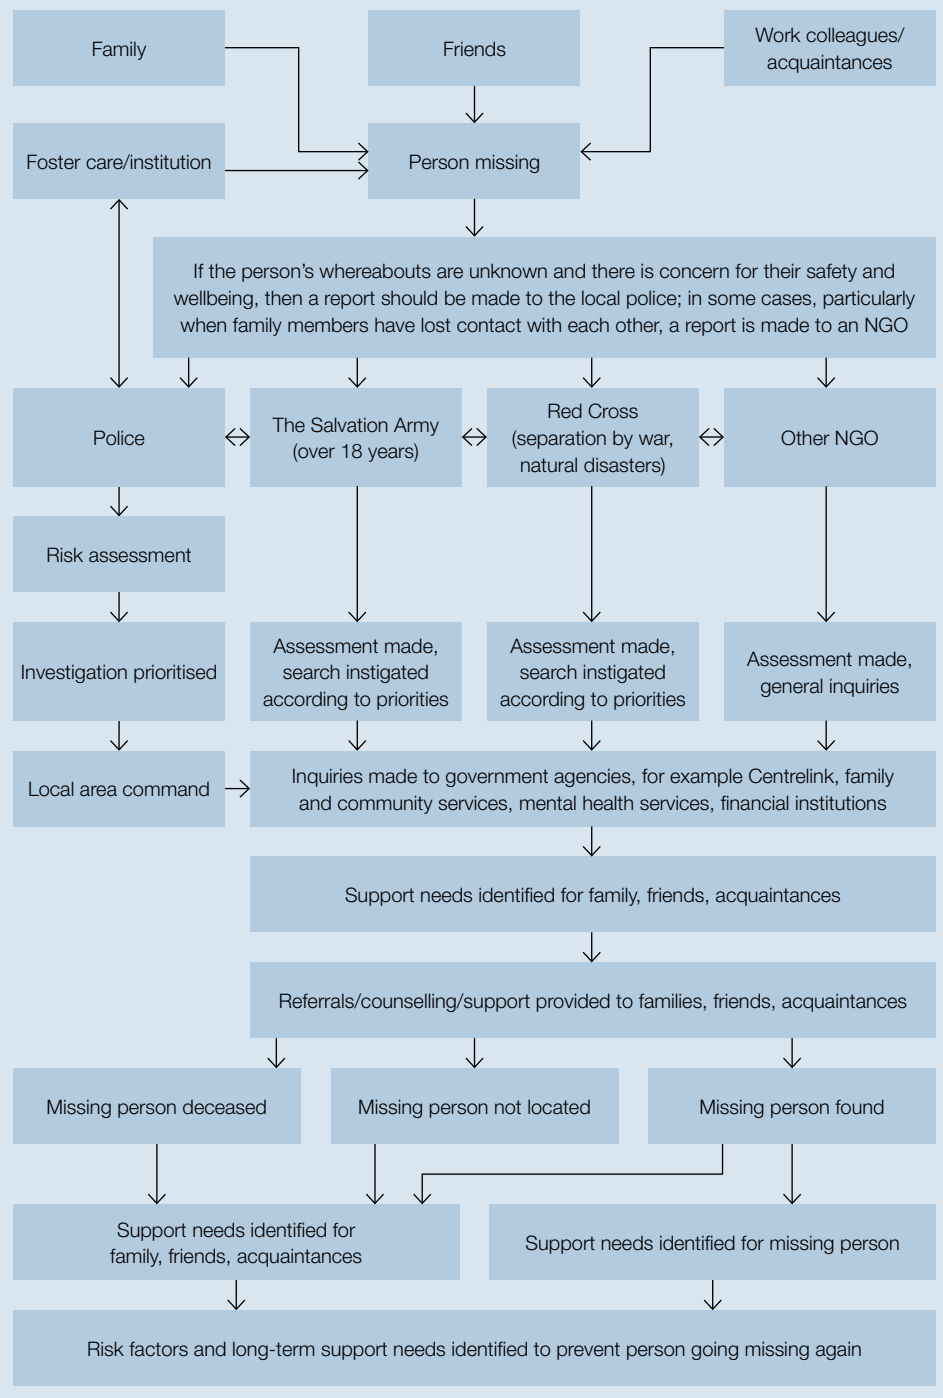 Family
Friends
Work colleagues/
acquaintances
Foster care/institution
Person missing
If the person’s whereabouts are unknown and there is concern for their safety and
wellbeing, then a report should be made to the local police; in some cases, particularly
when family members have lost contact with each other, a report is made to an NGO
Police
The Salvation Army
(over 18 years)
Red Cross
(separation by war,
natural disasters)
Other NGO
Risk assessment
Investigation prioritised
Assessment made,
search instigated
according to priorities
Assessment made,
search instigated
according to priorities
Assessment made,
general inquiries
Local area command
Inquiries made to government agencies, for example Centrelink, family
and community services, mental health services, financial institutions
Support needs identified for family, friends, acquaintances
Referrals/counselling/support provided to families, friends, acquaintances
Missing person deceased
Missing person not located
Missing person found
Support needs identified for
family, friends, acquaintances
Support needs identified for missing person
Risk factors and long-term support needs identified to prevent person going missing again